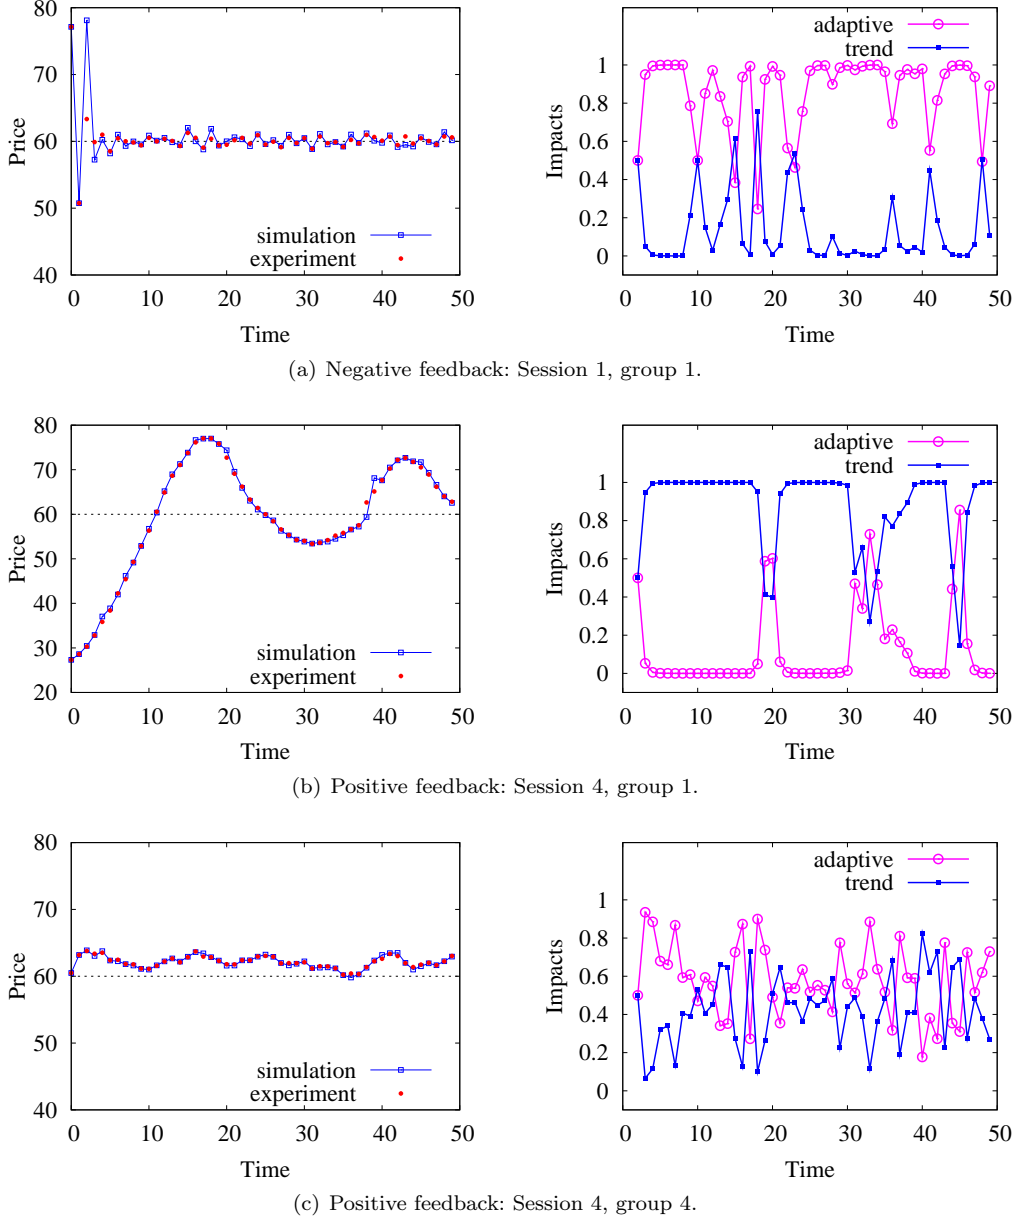 80
70
60
50
40
Price
simulation
experiment
0 10 20 30 40 50
Time
adaptive
trend
1
0.8
0.6
0.4
0.2
0
Impacts
0 10 20 30 40 50
Time
(a) Negative feedback: Session 1, group 1.
80
70
60
50
40
30
20
Price
simulation
experiment
0 10 20 30 40 50
Time
adaptive
trend
1
0.8
0.6
0.4
0.2
0
Impacts
0 10 20 30 40 50
Time
(b) Positive feedback: Session 4, group 1.
80
70
60
50
40
Price
simulation
experiment
0 10 20 30 40 50
Time
adaptive
trend
1
0.8
0.6
0.4
0.2
0
Impacts
0 10 20 30 40 50
Time
(c) Positive feedback: Session 4, group 4.